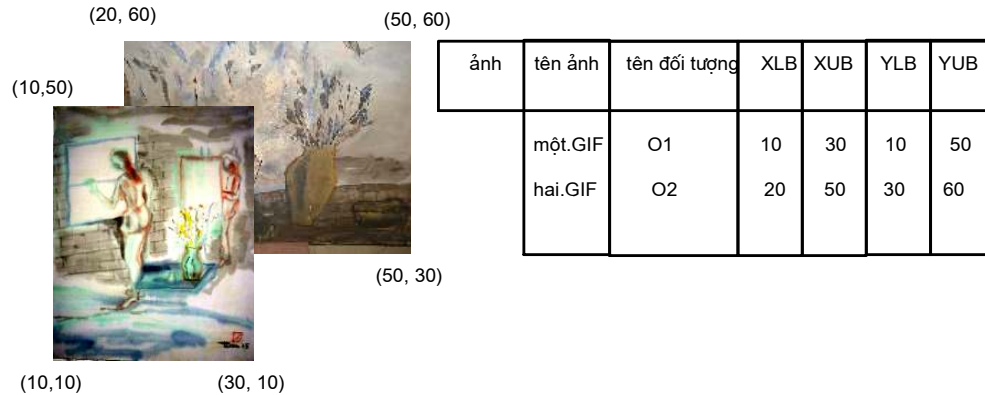 (20, 60)
(50, 60)
(10,50)
(50, 30)
(10,10)
(30, 10)
ảnh tên ảnh tên đối tượng XLB XUB YLB YUB
một.GIF O1 10 30 10 50
hai.GIF O2 20 50 30 60